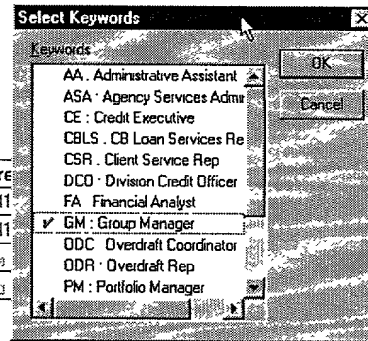 Select Keywords
Keywords
OK
Cancel
AA . Administrative Assistant
ASA · Agency Services Admi
CE : Credit Executive
CBLS . CB Loan Services Re
CSR . Client Service Rep
DCO · Division Credit Officer
FA Financial Analyst
✔ GM : Group Manager
ODC Overdraft Coordinator
ODR · Overdraft Rep
PM : Portfolio Manager